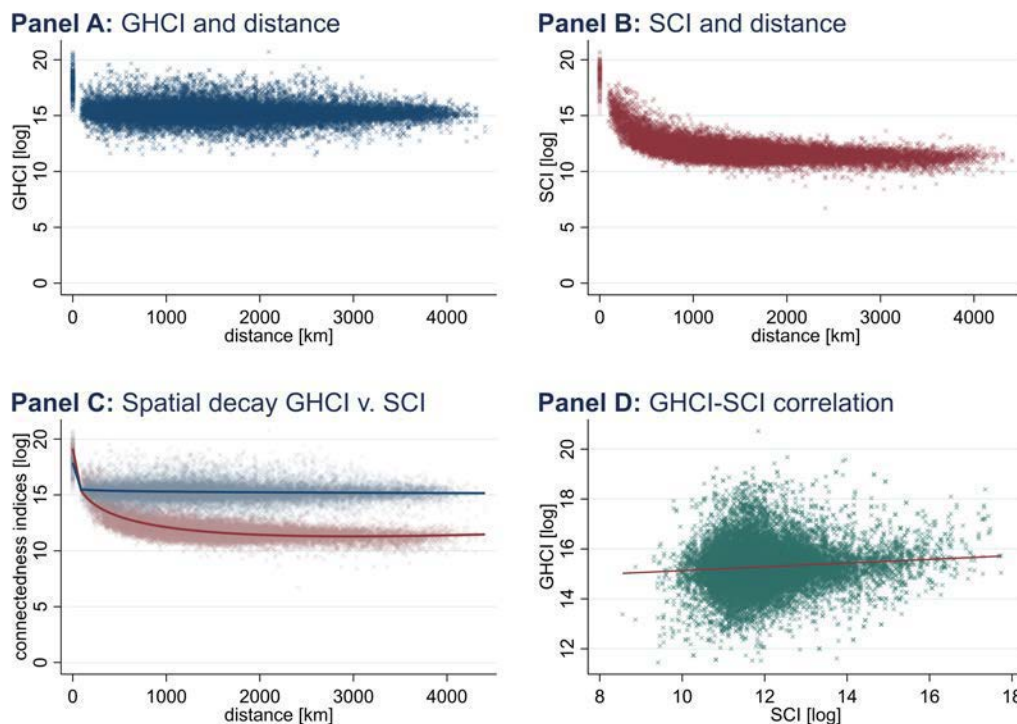 Panel A: GHCI and distance
GHCI [log]
20
15
10
5
0
0 1000 2000 3000 4000
distance [km]
Panel B: SCI and distance
SCI [log]
20
15
10
5
0
0 1000 2000 3000 4000
distance [km]
Panel C: Spatial decay GHCI v. SCI
connectedness indices [log]
20
15
10
5
0
0 1000 2000 3000 4000
distance [km]
Panel D: GHCI-SCI correlation
GHCI [log]
20
18
16
14
12
8 10 12 14 16 18
SCI [log]